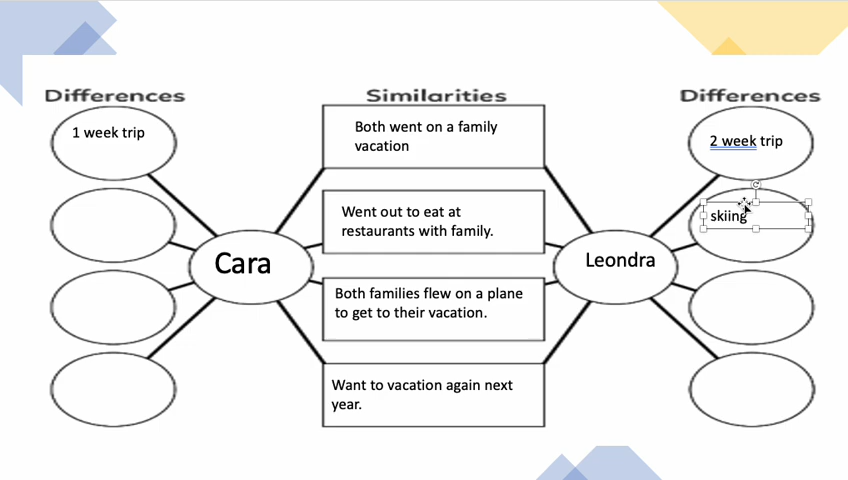 Differences
Similarities
Differences
1 week trip
Both went on a family
vacation
2 week trip
Went out to eat at
restaurants with family.
skiing
Cara
Leondra
Both families flew on a plane
to get to their vacation.
Want to vacation again next
year.